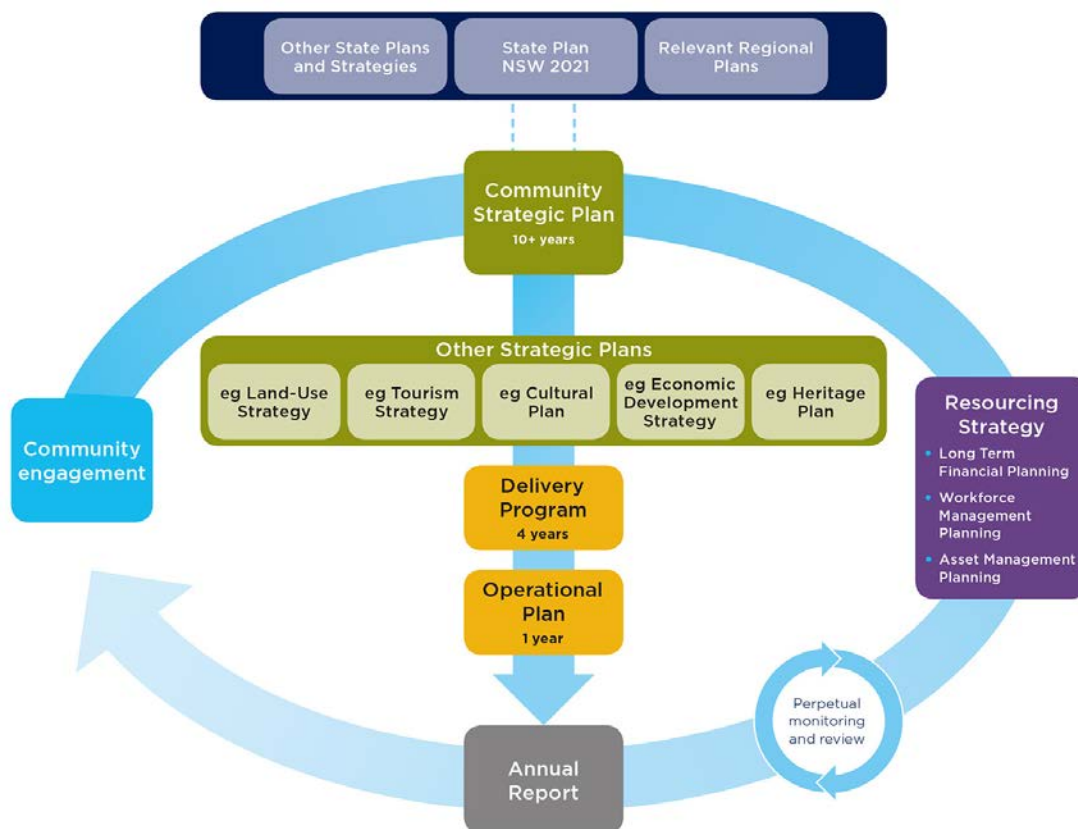 Other State Plans
and Strategies
State Plan
NSW 2021
Relevant Regional
Plans
Community
Strategic Plan
10+ years
Other Strategic Plans
eg Land-Use
Strategy
eg Tourism
Strategy
eg Cultural
Plan
eg Economic
Development
Strategy
eg Heritage
Plan
Community
engagement
Resourcing
Strategy
• Long Term
Financial Planning
• Workforce
Management
Planning
• Asset Management
Planning
Delivery
Program
4 years
Operational
Plan
1 year
Perpetual
monitoring
and review
Annual
Report